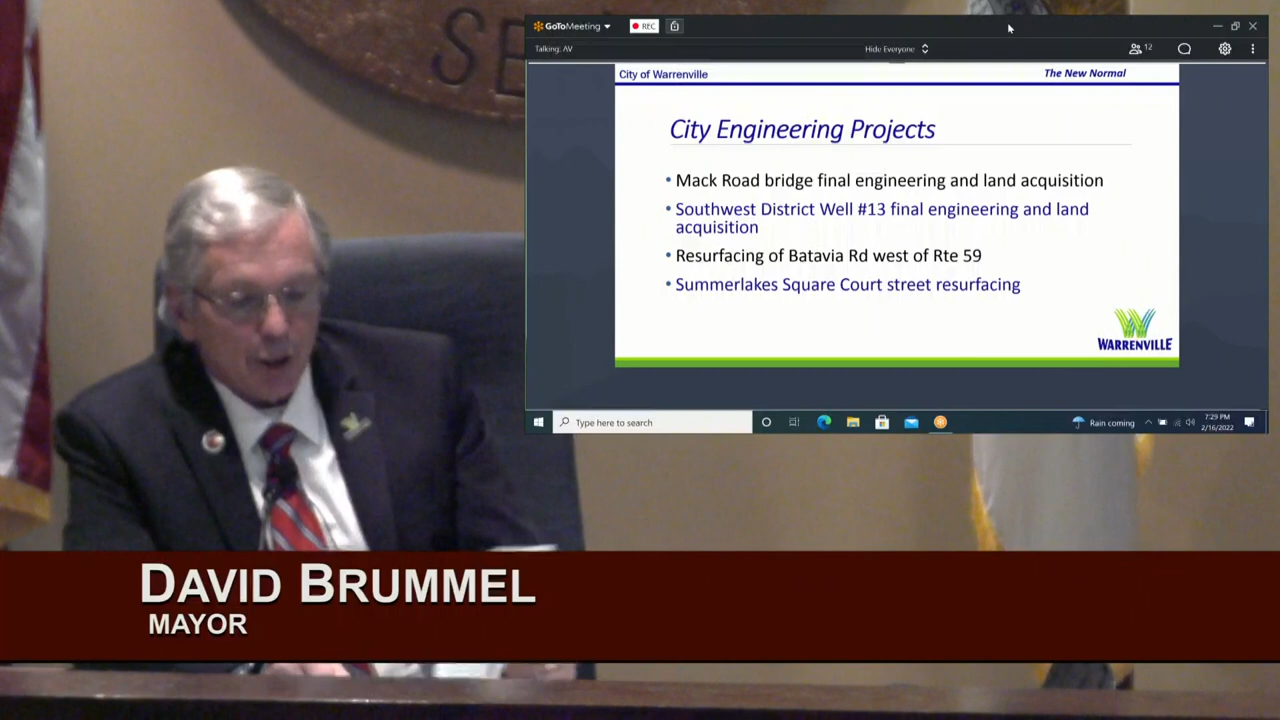 SE
GoToMeeting
REC
Talking: AV
Hide Everyone
12
City of Warrenville
The New Normal
City Engineering Projects
• Mack Road bridge final engineering and land acquisition
• Southwest District Well #13 final engineering and land
acquisition
• Resurfacing of Batavia Rd west of Rte 59
• Summerlakes Square Court street resurfacing
WARRENVILLE
Type here to search
Rain coming
7:29 PM
2/16/2022
DAVID BRUMMEL
MAYOR